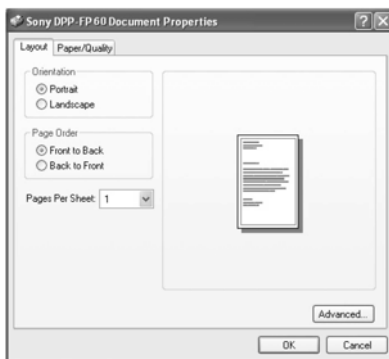 Sony DPP-FP60 Document Properties
Layout
Paper/Quality
Orientation
Portrait
Landscape
Page Order
Front to Back
Back to Front
Pages Per Sheet: 1
Advanced...
OK
Cancel